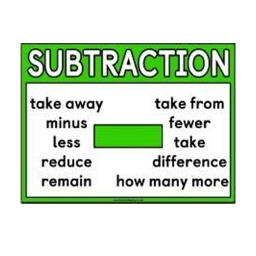 SUBTRACTION
take away take from
minus fewer
less take
reduce difference
remain how many more